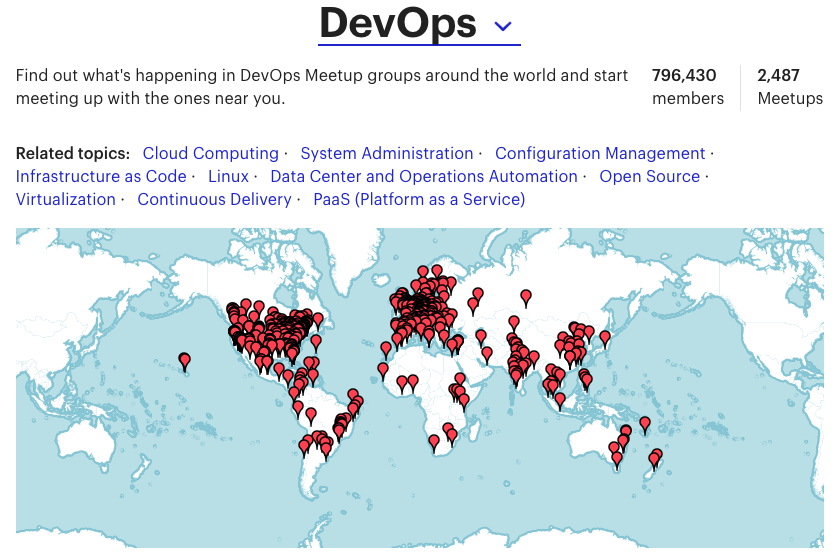 DevOps
Find out what's happening in DevOps Meetup groups around the world and start
meeting up with the ones near you.
796,430
members
2,487
Meetups
Related topics: Cloud Computing · System Administration · Configuration Management ·
Infrastructure as Code · Linux · Data Center and Operations Automation · Open Source ·
Virtualization · Continuous Delivery · PaaS (Platform as a Service)